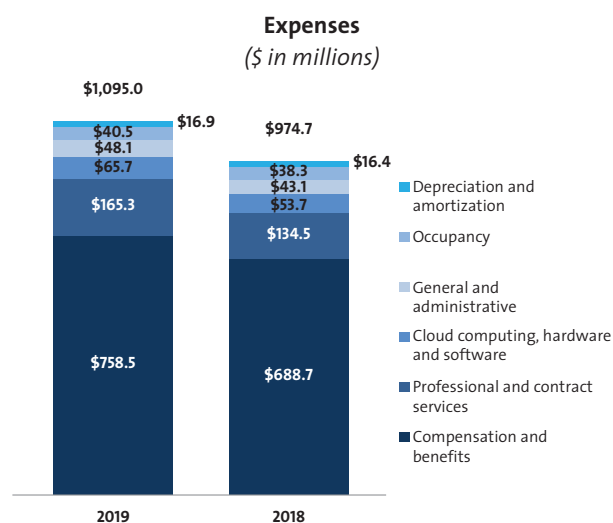 Expenses
($ in millions)
$1,095.0
$16.9
$40.5
$48.1
$65.7
$165.3
$758.5
$974.7
$16.4
$38.3
$43.1
$53.7
$134.5
$688.7
Depreciation and
amortization
Occupancy
General and
administrative
Cloud computing, hardware
and software
Professional and contract
services
Compensation and
benefits
2019
2018